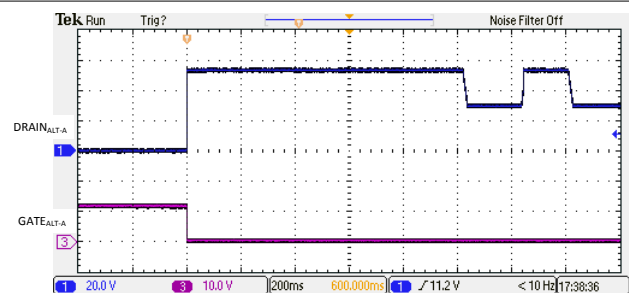 Tek Run Trig? Noise Filter Off
T
DRAINALT-A
1
GATEALT-A
3
1 20.0 V 3 10.0 V 200ms 600.000ms 1 ∫ 11.2 V < 10 Hz 17:38:36